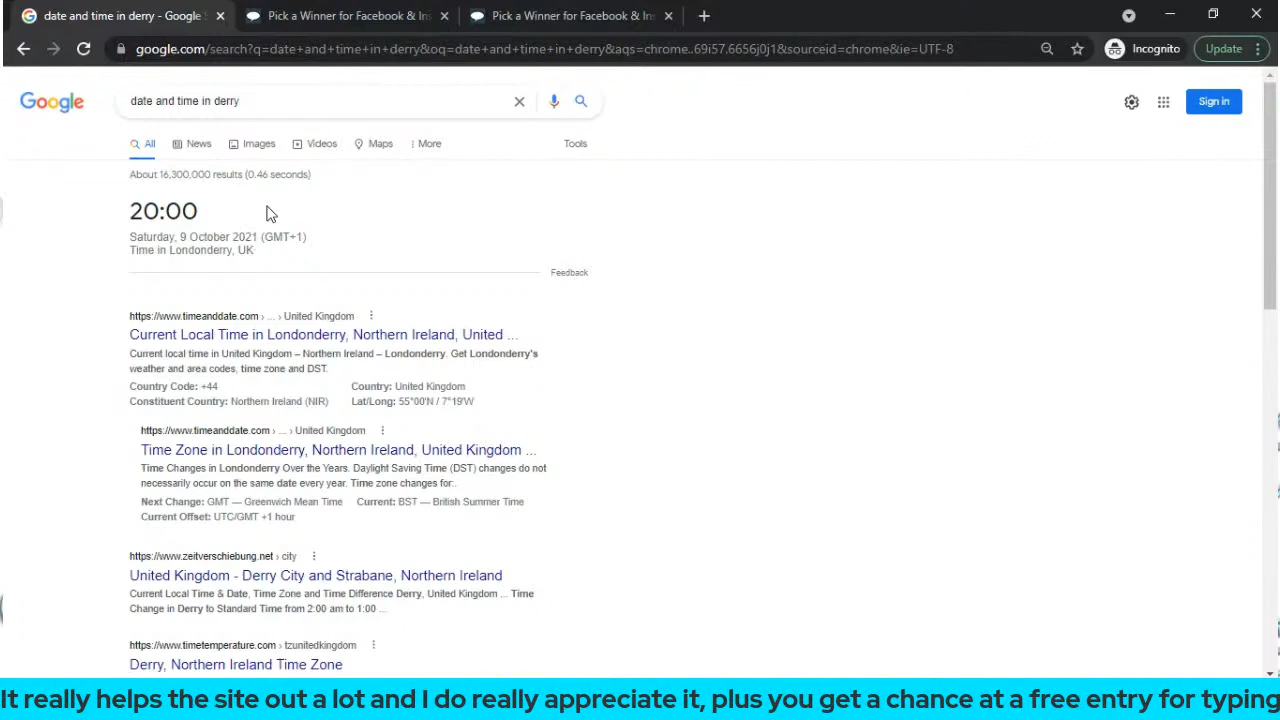 date and time in derry - Google S
Pick a Winner for Facebook & Ins
Pick a Winner for Facebook & Ins
google.com/search?q=date+and+time+in+derry&oq=date+and+time+in+derry&aqs=chrome..69i57.6656j0j1&sourceid=chrome&ie=UTF-8
Incognito
Update
Google
date and time in derry
Sign in
All
News
Images
Videos
Maps
More
Tools
About 16,300,000 results (0.46 seconds)
20:00
Saturday, 9 October 2021 (GMT+1)
Time in Londonderry, UK
Feedback
https://www.timeanddate.com › ... › United Kingdom
Current Local Time in Londonderry, Northern Ireland, United ...
Current local time in United Kingdom – Northern Ireland – Londonderry. Get Londonderry's
weather and area codes, time zone and DST.
Country Code: +44 Country: United Kingdom
Constituent Country: Northern Ireland (NIR) Lat/Long: 55°00'N / 7°19'W
https://www.timeanddate.com › ... › United Kingdom
Time Zone in Londonderry, Northern Ireland, United Kingdom ...
Time Changes in Londonderry Over the Years. Daylight Saving Time (DST) changes do not
necessarily occur on the same date every year. Time zone changes for:.
Next Change: GMT — Greenwich Mean Time Current: BST — British Summer Time
Current Offset: UTC/GMT +1 hour
https://www.zeitverschiebung.net › city
United Kingdom - Derry City and Strabane, Northern Ireland
Current Local Time & Date, Time Zone and Time Difference Derry, United Kingdom ... Time
Change in Derry to Standard Time from 2:00 am to 1:00 ...
https://www.timetemperature.com › tzunitedkingdom
Derry, Northern Ireland Time Zone
It really helps the site out a lot and I do really appreciate it, plus you get a chance at a free entry for typing